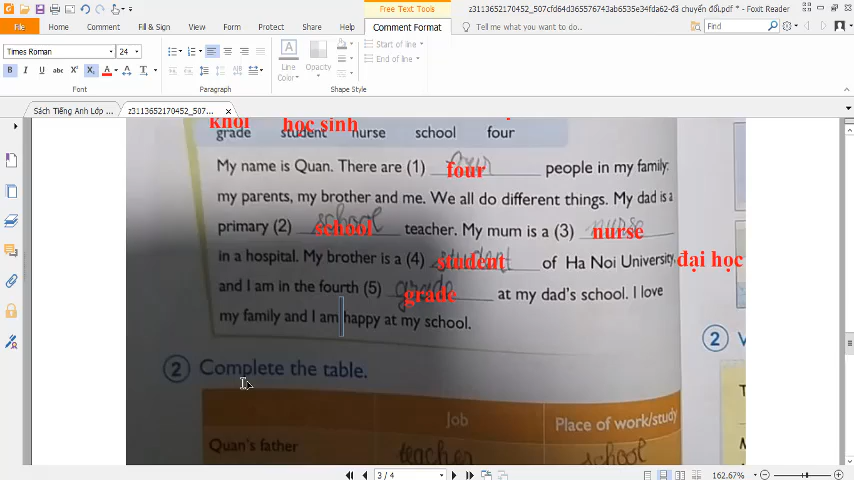 Free Text Tools
z3113652170452_507cfd64d365576743ab6535e34fda62-đã chuyển đổi.pdf * - Foxit Reader
File
Home
Comment
Fill & Sign
View
Form
Protect
Share
Help
Comment Format
Tell me what you want to do...
Find
Times Roman
24
Start of line
End of line
Line Color
Font
Paragraph
Shape Style
Sách Tiếng Anh Lớp ...
z3113652170452_507...
khối học sinh
grade student nurse school four
My name is Quan. There are (1) four people in my family:
my parents, my brother and me. We all do different things. My dad is a
primary (2) school teacher. My mum is a (3) nurse
in a hospital. My brother is a (4) student of Ha Noi University, đại học
and I am in the fourth (5) grade at my dad's school. I love
my family and I am happy at my school.
2 Complete the table.
2
Job Place of work/study
Quan's father teacher school
3 / 4
162.67%